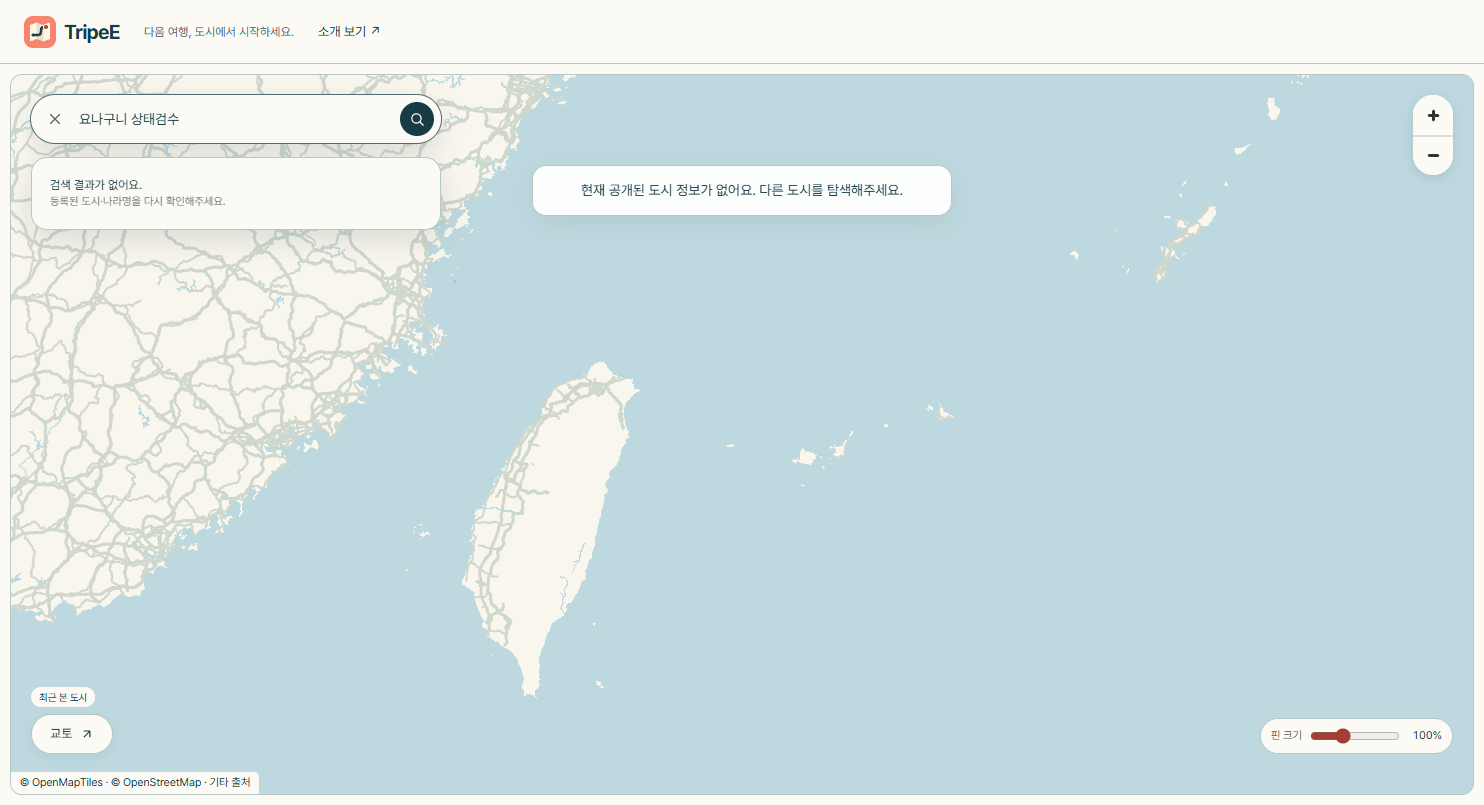 TripeE
다음 여행, 도시에서 시작하세요.
소개 보기 ↗
요나구니 상태검수
검색 결과가 없어요.
등록된 도시·나라명을 다시 확인해주세요.
현재 공개된 도시 정보가 없어요. 다른 도시를 탐색해주세요.
최근 본 도시
교토 ↗
핀 크기 100%
© OpenMapTiles · © OpenStreetMap · 기타 출처